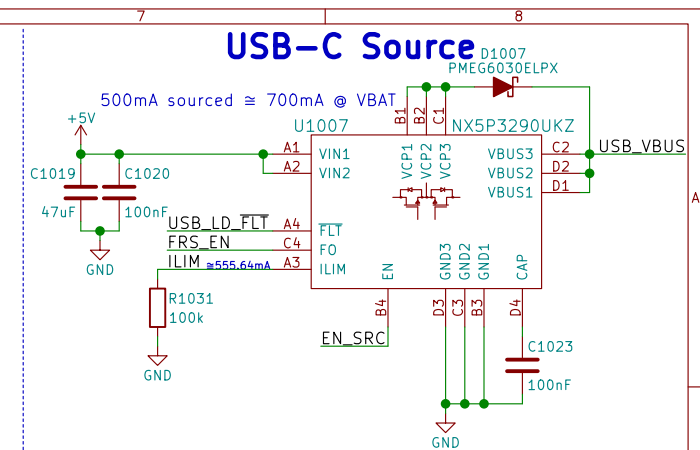 7 8
USB-C Source
D1007
PMEG6030ELPX
500mA sourced ≅ 700mA @ VBAT
+5V
B1 B2 C1
U1007 NX5P3290UKZ
VCP1 VCP2 VCP3
A1 VIN1 VBUS3 C2 USB_VBUS
A2 VIN2 VBUS2 D2
VBUS1 D1
C1019 C1020
47uF 100nF
A
GND
USB_LD_FLT A4 FLT
FRS_EN C4 FO
ILIM ≅555.64mA A3 ILIM
EN GND3 GND2 GND1 CAP
R1031
100k
B4 D3 C3 B3 D4
EN_SRC
C1023
100nF
GND
GND